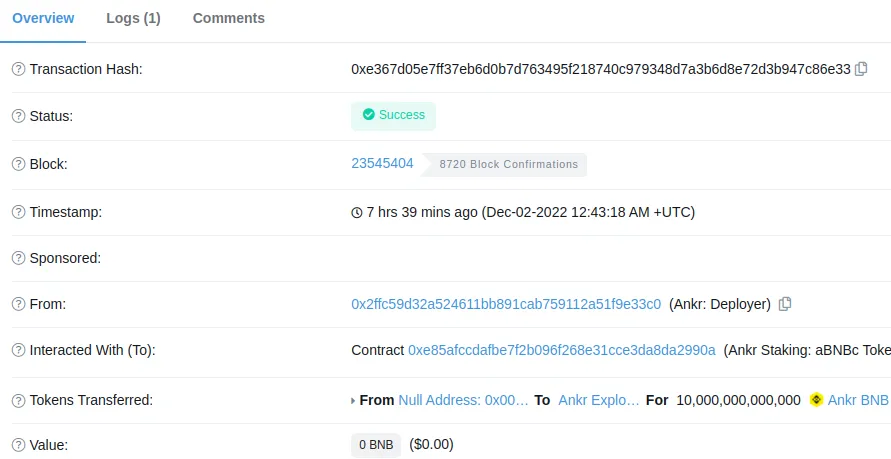 Overview Logs (1) Comments
Transaction Hash: 0xe367d05e7ff37eb6d0b7d763495f218740c979348d7a3b6d8e72d3b947c86e33
Status: Success
Block: 23545404 8720 Block Confirmations
Timestamp: 7 hrs 39 mins ago (Dec-02-2022 12:43:18 AM +UTC)
Sponsored:
From: 0x2ffc59d32a524611bb891cab759112a51f9e33c0 (Ankr: Deployer)
Interacted With (To): Contract 0xe85afccdafbe7f2b096f268e31cce3da8da2990a (Ankr Staking: aBNBc Toke
Tokens Transferred: From Null Address: 0x00... To Ankr Explo... For 10,000,000,000,000 Ankr BNB
Value: 0 BNB ($0.00)